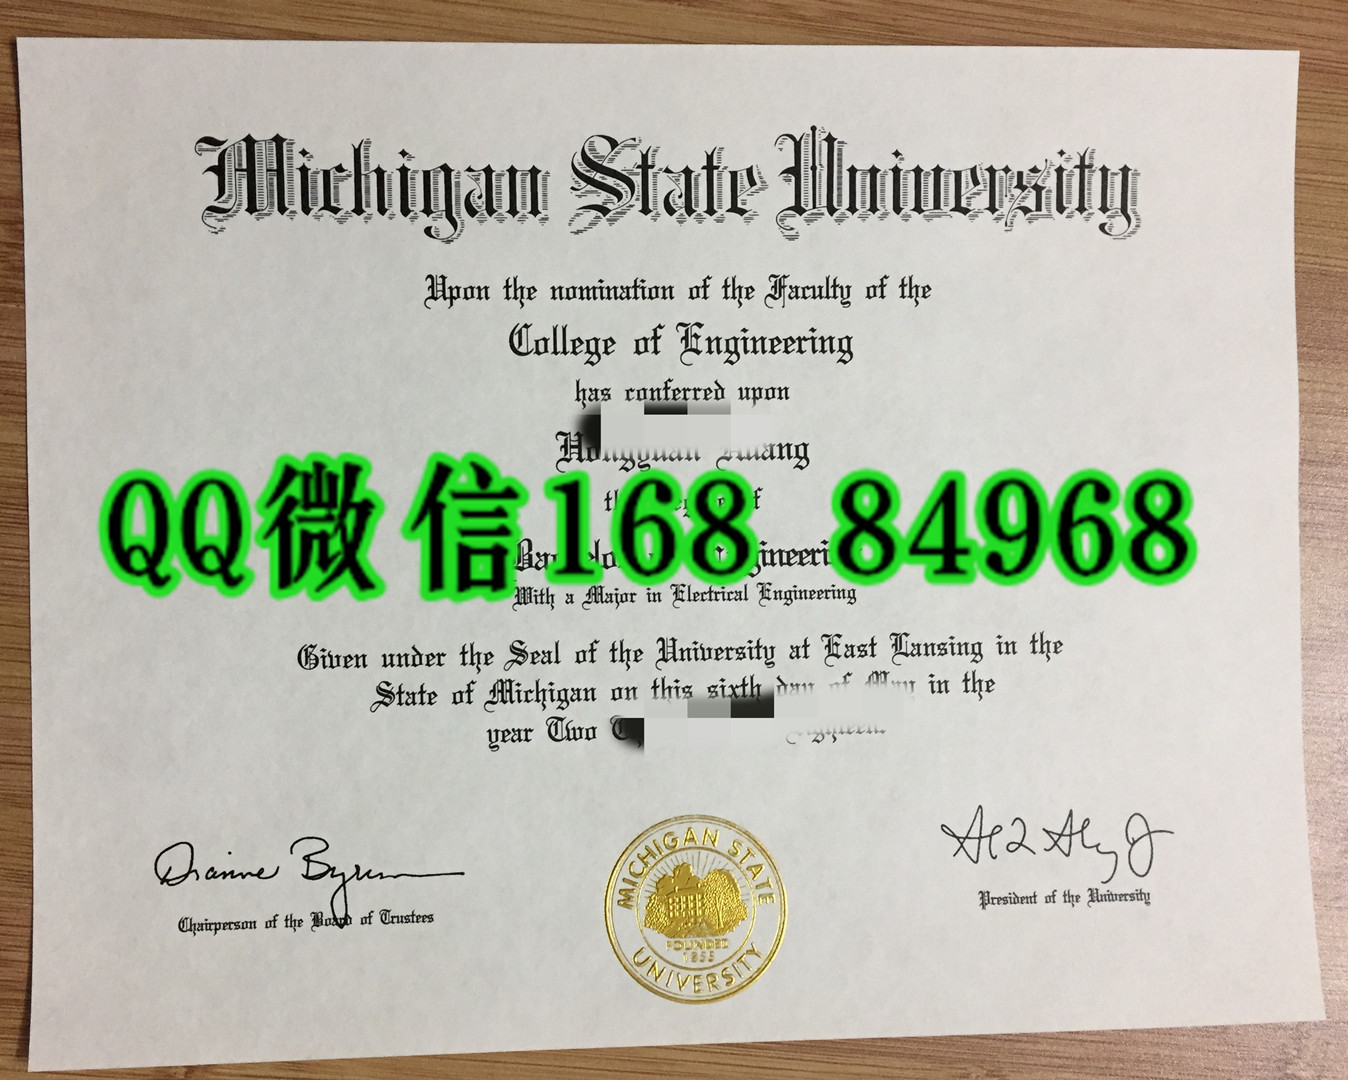 Michigan State University
Upon the nomination of the Faculty of the
College of Engineering
has conferred upon
QQ微信168 84968
With a Major in Electrical Engineering
Given under the Seal of the University at East Lansing in the
State of Michigan on this sixth day of May in the
year Two
Dianne Byrum
Chairperson of the Board of Trustees
President of the University
MICHIGAN STATE
FOUNDED
1855
UNIVERSITY